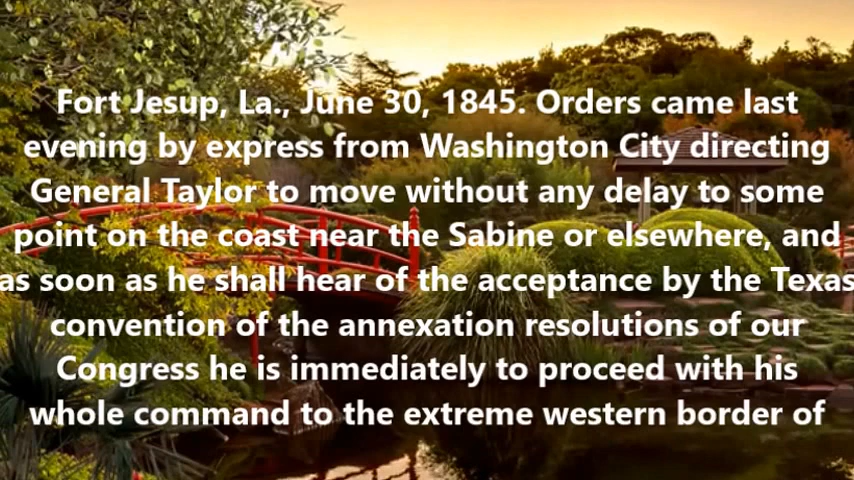 Fort Jesup, La., June 30, 1845. Orders came last
evening by express from Washington City directing
General Taylor to move without any delay to some
point on the coast near the Sabine or elsewhere, and
as soon as he shall hear of the acceptance by the Texas
convention of the annexation resolutions of our
Congress he is immediately to proceed with his
whole command to the extreme western border of